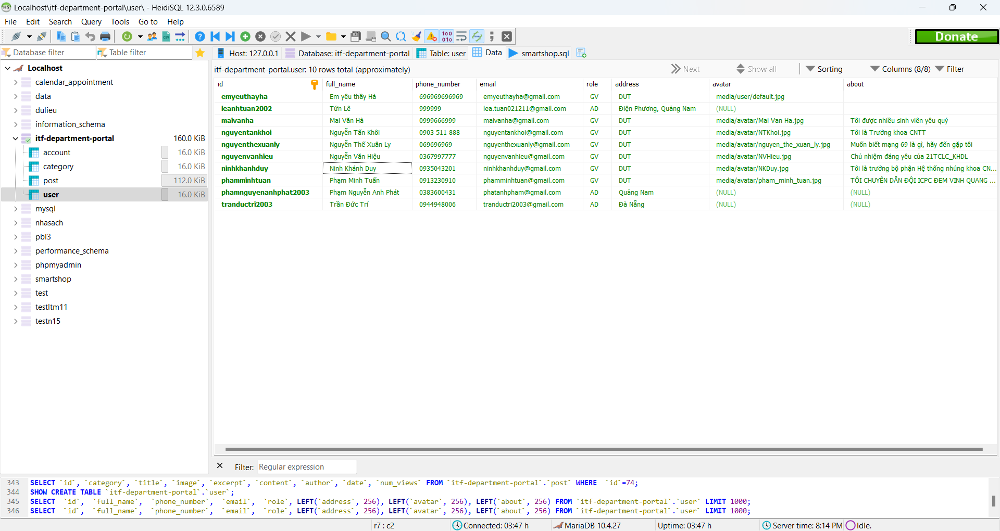 Localhost\itf-department-portal\user\ - HeidiSQL 12.3.0.6589
File Edit Search Query Tools Go to Help
Donate
Database filter
Table filter
Host: 127.0.0.1
Database: itf-department-portal
Table: user
Data
smartshop.sql
itf-department-portal.user: 10 rows total (approximately)
Next
Show all
Sorting
Columns (8/8)
Filter
Localhost
calendar_appointment
data
dulieu
information_schema
itf-department-portal 160.0 KiB
account 16.0 KiB
category 16.0 KiB
post 112.0 KiB
user 16.0 KiB
mysql
nhasach
pbl3
performance_schema
phpmyadmin
smartshop
test
testltm11
testn15
id full_name phone_number email role address avatar about
emyeuthayha Em yêu thầy Hà 696969696969 emyeuthayha@gmail.com GV DUT media/user/default.jpg
leanhtuan2002 Tứn Lê 999999 lea.tuan021211@gmail.com AD Điện Phương, Quảng Nam (NULL)
maivanha Mai Văn Hà 0999666999 maivanha@gmail.com GV DUT media/avatar/Mai Van Ha.jpg Tôi được nhiều sinh viên yêu quý
nguyentankhoi Nguyễn Tấn Khôi 0903 511 888 nguyentankhoi@gmail.com GV DUT media/avatar/NTKhoi.jpg Tôi là Trưởng khoa CNTT
nguyenthexuanly Nguyễn Thế Xuân Ly 069696969 nguyenthexuanly@gmail.com GV DUT media/avatar/nguyen_the_xuan_ly.jpg Muốn biết mạng 69 là gì, hãy đến gặp tôi
nguyenvanhieu Nguyễn Văn Hiệu 0367997777 nguyenvanhieu@gmail.com GV DUT media/avatar/NVHieu.jpg Chủ nhiệm đáng yêu của 21TCLC_KHDL
ninhkhanhduy Ninh Khánh Duy 0935043201 ninhkhanhduy@gmail.com GV DUT media/avatar/NKDuy.jpg Tôi là trưởng bộ phận Hệ thống nhúng khoa CN...
phamminhtuan Phạm Minh Tuấn 0913230910 phamminhtuan@gmail.com GV DUT media/avatar/pham_minh_tuan.jpg TÔI CHUYÊN DẪN ĐỘI ICPC ĐEM VINH QUANG ...
phamnguyenanhphat2003 Phạm Nguyễn Anh Phát 0383600431 phatanhpham@gmail.com AD Quảng Nam (NULL) (NULL)
tranductri2003 Trần Đức Trí 0944948006 tranductri2003@gmail.com AD Đà Nẵng (NULL) (NULL)
Filter: Regular expression
343 SELECT `id`, `category`, `title`, `image`, `excerpt`, `content`, `author`, `date`, `num_views` FROM `itf-department-portal`.`post` WHERE `id`=74;
344 SHOW CREATE TABLE `itf-department-portal`.`user`;
345 SELECT `id`, `full_name`, `phone_number`, `email`, `role`, LEFT(`address`, 256), LEFT(`avatar`, 256), LEFT(`about`, 256) FROM `itf-department-portal`.`user` LIMIT 1000;
346 SELECT `id`, `full_name`, `phone_number`, `email`, `role`, LEFT(`address`, 256), LEFT(`avatar`, 256), LEFT(`about`, 256) FROM `itf-department-portal`.`user` LIMIT 1000;
r7 : c2
Connected: 03:47 h
MariaDB 10.4.27
Uptime: 03:47 h
Server time: 8:14 PM
Idle.